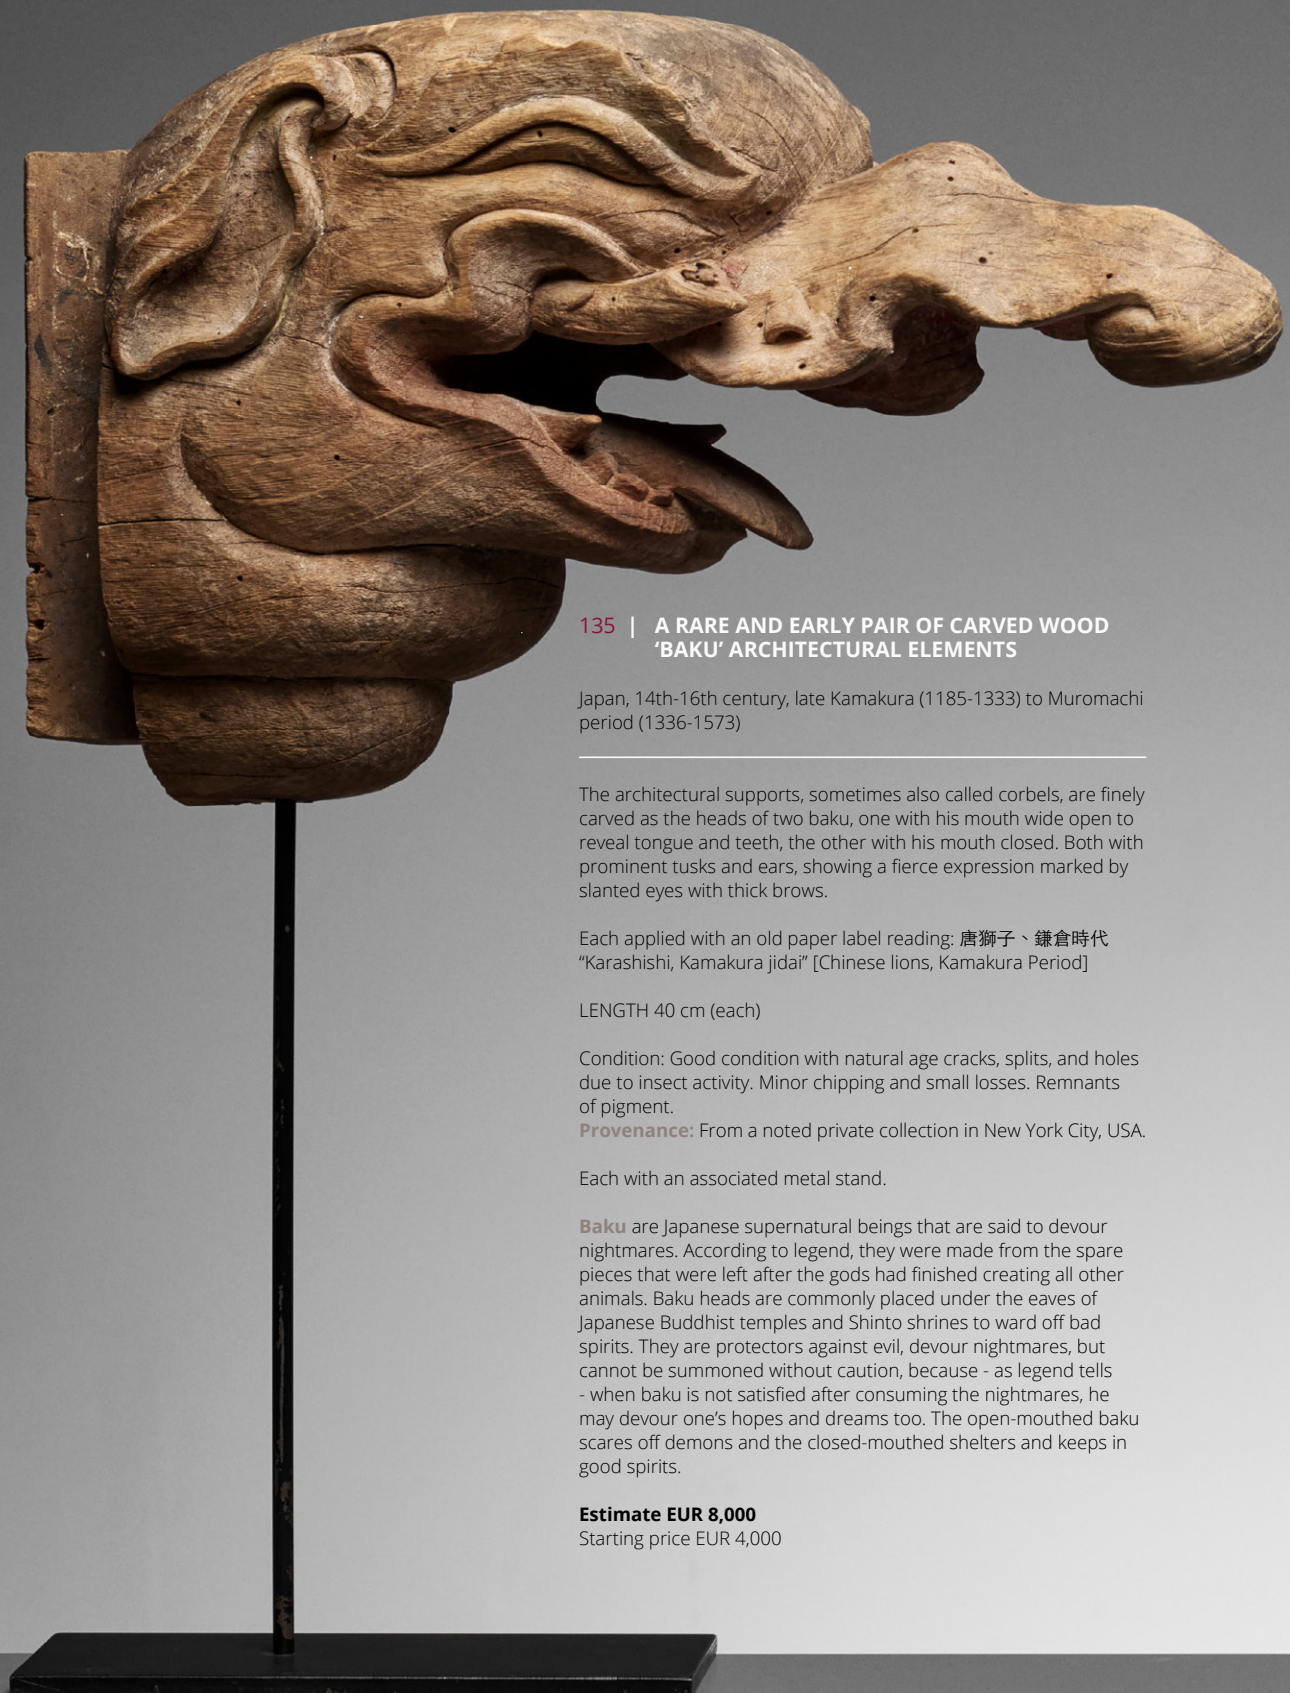 135 | A RARE AND EARLY PAIR OF CARVED WOOD
‘BAKU’ ARCHITECTURAL ELEMENTS
Japan, 14th-16th century, late Kamakura (1185-1333) to Muromachi
period (1336-1573)
The architectural supports, sometimes also called corbels, are finely
carved as the heads of two baku, one with his mouth wide open to
reveal tongue and teeth, the other with his mouth closed. Both with
prominent tusks and ears, showing a fierce expression marked by
slanted eyes with thick brows.
Each applied with an old paper label reading: 唐獅子、鎌倉時代
“Karashishi, Kamakura jidai” [Chinese lions, Kamakura Period]
LENGTH 40 cm (each)
Condition: Good condition with natural age cracks, splits, and holes
due to insect activity. Minor chipping and small losses. Remnants
of pigment.
Provenance: From a noted private collection in New York City, USA.
Each with an associated metal stand.
Baku are Japanese supernatural beings that are said to devour
nightmares. According to legend, they were made from the spare
pieces that were left after the gods had finished creating all other
animals. Baku heads are commonly placed under the eaves of
Japanese Buddhist temples and Shinto shrines to ward off bad
spirits. They are protectors against evil, devour nightmares, but
cannot be summoned without caution, because - as legend tells
- when baku is not satisfied after consuming the nightmares, he
may devour one’s hopes and dreams too. The open-mouthed baku
scares off demons and the closed-mouthed shelters and keeps in
good spirits.
Estimate EUR 8,000
Starting price EUR 4,000